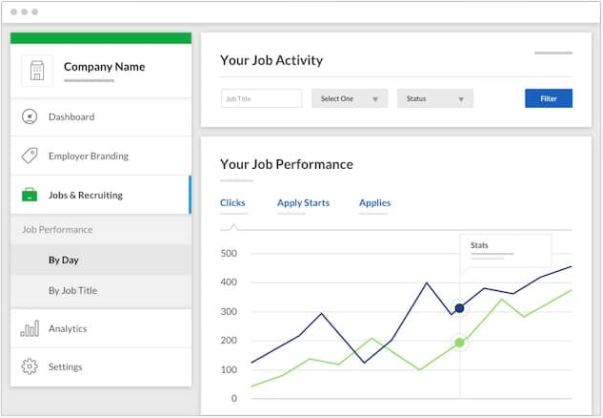 Company Name
Dashboard
Employer Branding
Jobs & Recruiting
Job Performance
By Day
By Job Title
Analytics
Settings
Your Job Activity
Job Title
Select One
Status
Filter
Your Job Performance
Clicks
Apply Starts
Applies
Stats
500
400
300
200
100
0